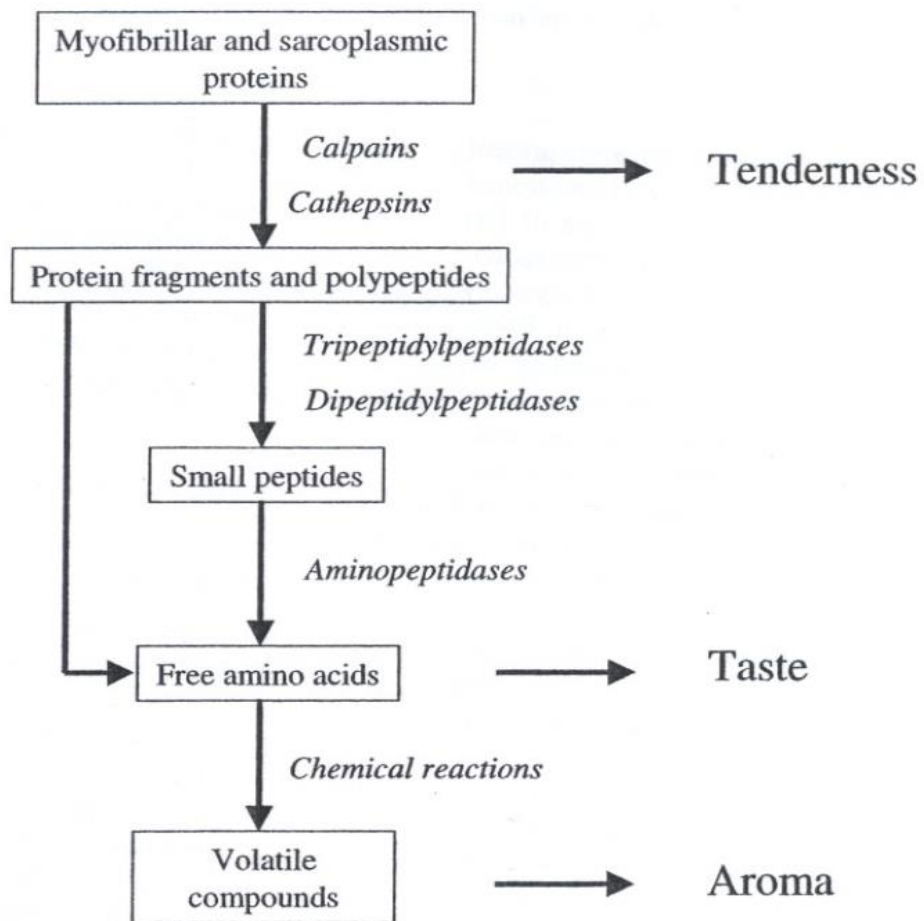 Myofibrillar and sarcoplasmic
proteins
Calpains
Cathepsins
Tenderness
Protein fragments and polypeptides
Tripeptidylpeptidases
Dipeptidylpeptidases
Small peptides
Aminopeptidases
Free amino acids
Taste
Chemical reactions
Volatile
compounds
Aroma